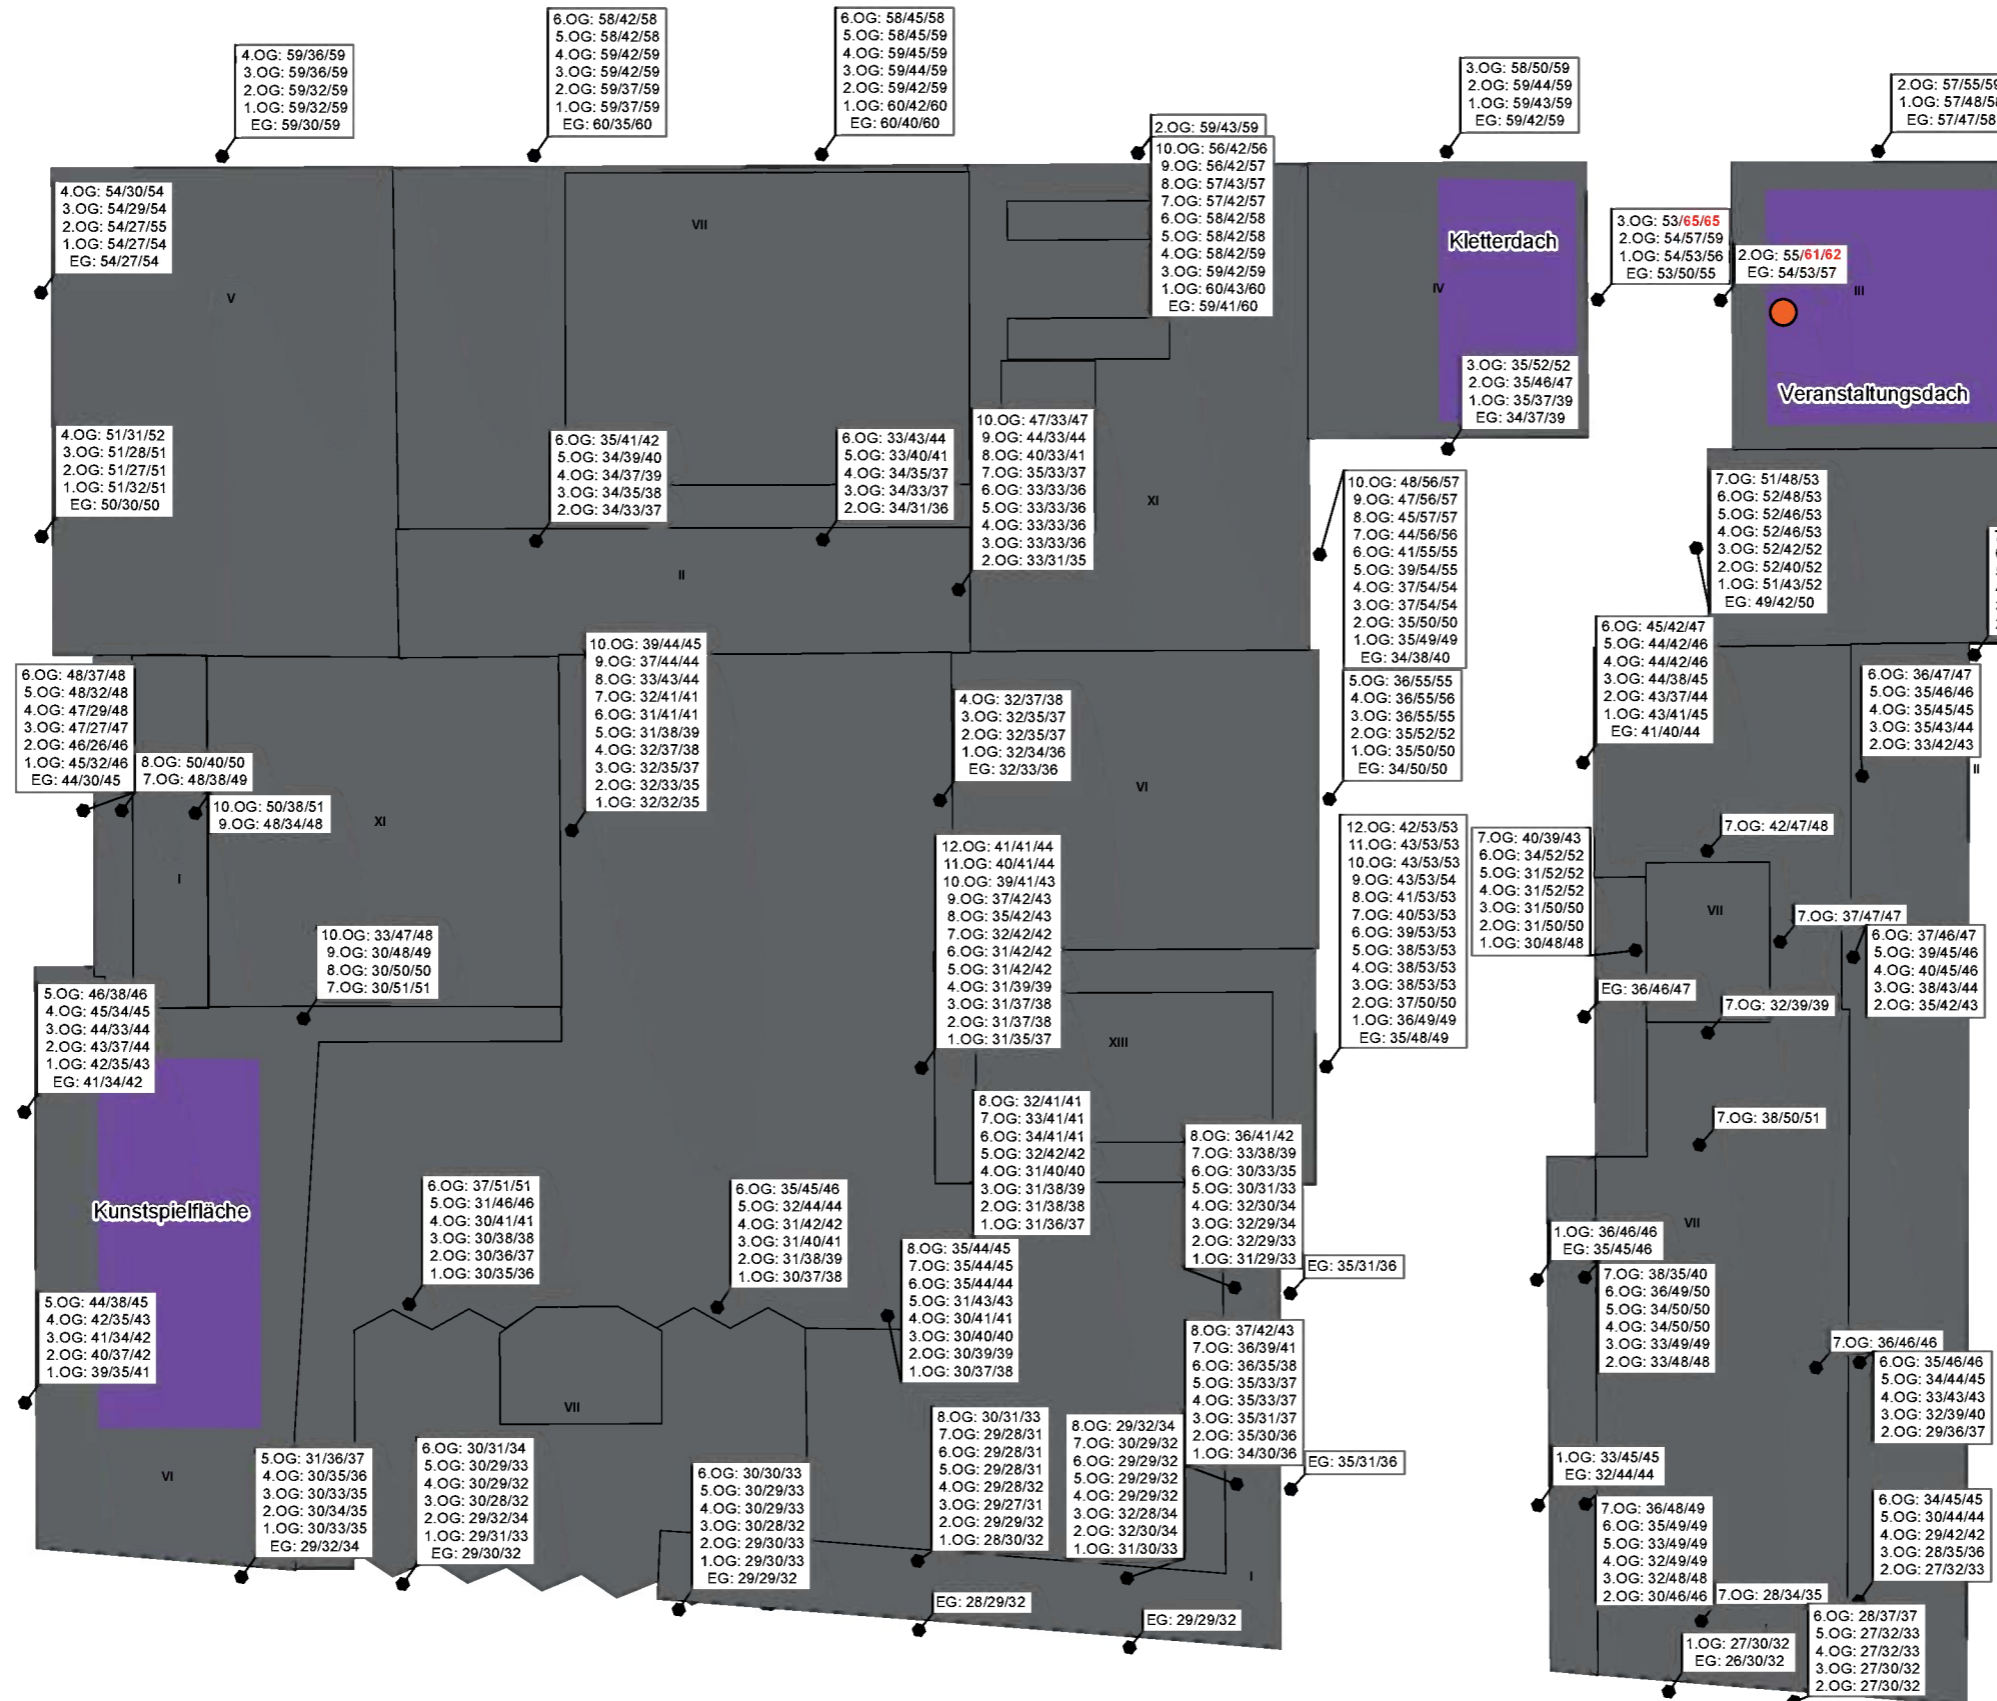 4.OG: 59/36/59
3.OG: 59/36/59
2.OG: 59/32/59
1.OG: 59/32/59
EG: 59/30/59
6.OG: 58/42/58
5.OG: 58/42/58
4.OG: 59/42/59
3.OG: 59/42/59
2.OG: 59/37/59
1.OG: 59/37/59
EG: 60/35/60
6.OG: 58/45/58
5.OG: 58/45/59
4.OG: 59/45/59
3.OG: 59/44/59
2.OG: 59/42/59
1.OG: 60/42/60
EG: 60/40/60
2.OG: 59/43/59
10.OG: 56/42/56
9.OG: 56/42/57
8.OG: 57/43/57
7.OG: 57/42/57
6.OG: 58/42/58
5.OG: 58/42/58
4.OG: 58/42/59
3.OG: 59/42/59
1.OG: 60/43/60
EG: 59/41/60
3.OG: 58/50/59
2.OG: 59/44/59
1.OG: 59/43/59
EG: 59/42/59
2.OG: 57/55/59
1.OG: 57/48/58
EG: 57/47/58
4.OG: 54/30/54
3.OG: 54/29/54
2.OG: 54/27/55
1.OG: 54/27/54
EG: 54/27/54
V
VII
Kletterdach
IV
3.OG: 53/65/65
2.OG: 54/57/59
1.OG: 54/53/56
EG: 53/50/55
2.OG: 55/61/62
EG: 54/53/57
III
Veranstaltungsdach
3.OG: 35/52/52
2.OG: 35/46/47
1.OG: 35/37/39
EG: 34/37/39
4.OG: 51/31/52
3.OG: 51/28/51
2.OG: 51/27/51
1.OG: 51/32/51
EG: 50/30/50
6.OG: 35/41/42
5.OG: 34/39/40
4.OG: 34/37/39
3.OG: 34/35/38
2.OG: 34/33/37
6.OG: 33/43/44
5.OG: 33/40/41
4.OG: 34/35/37
3.OG: 34/33/37
2.OG: 34/31/36
10.OG: 47/33/47
9.OG: 44/33/44
8.OG: 40/33/41
7.OG: 35/33/37
6.OG: 33/33/36
5.OG: 33/33/36
4.OG: 33/33/36
3.OG: 33/33/36
2.OG: 33/31/35
XI
II
10.OG: 48/56/57
9.OG: 47/56/57
8.OG: 45/57/57
7.OG: 44/56/56
6.OG: 41/55/55
5.OG: 39/54/55
4.OG: 37/54/54
3.OG: 37/54/54
2.OG: 35/50/50
1.OG: 35/49/49
EG: 34/38/40
7.OG: 51/48/53
6.OG: 52/48/53
5.OG: 52/46/53
4.OG: 52/46/53
3.OG: 52/42/52
2.OG: 52/40/52
1.OG: 51/43/52
EG: 49/42/50
6.OG: 48/37/48
5.OG: 48/32/48
4.OG: 47/29/48
3.OG: 47/27/47
2.OG: 46/26/46
1.OG: 45/32/46
EG: 44/30/45
8.OG: 50/40/50
7.OG: 48/38/49
10.OG: 50/38/51
9.OG: 48/34/48
XI
I
10.OG: 39/44/45
9.OG: 37/44/44
8.OG: 33/43/44
7.OG: 32/41/41
6.OG: 31/41/41
5.OG: 31/38/39
4.OG: 32/37/38
3.OG: 32/35/37
2.OG: 32/33/35
1.OG: 32/32/35
4.OG: 32/37/38
3.OG: 32/35/37
2.OG: 32/35/37
1.OG: 32/34/36
EG: 32/33/36
VI
5.OG: 36/55/55
4.OG: 36/55/56
3.OG: 36/55/55
2.OG: 35/52/52
1.OG: 35/50/50
EG: 34/50/50
6.OG: 45/42/47
5.OG: 44/42/46
4.OG: 44/42/46
3.OG: 44/38/45
2.OG: 43/37/44
1.OG: 43/41/45
EG: 41/40/44
6.OG: 36/47/47
5.OG: 35/46/46
4.OG: 35/45/45
3.OG: 35/43/44
2.OG: 33/42/43
II
12.OG: 41/41/44
11.OG: 40/41/44
10.OG: 39/41/43
9.OG: 37/42/43
8.OG: 35/42/43
7.OG: 32/42/42
6.OG: 31/42/42
5.OG: 31/42/42
4.OG: 31/39/39
3.OG: 31/37/38
2.OG: 31/37/38
1.OG: 31/35/37
12.OG: 42/53/53
11.OG: 43/53/53
10.OG: 43/53/53
9.OG: 43/53/54
8.OG: 41/53/53
7.OG: 40/53/53
6.OG: 39/53/53
5.OG: 38/53/53
4.OG: 38/53/53
3.OG: 38/53/53
2.OG: 37/50/50
1.OG: 36/49/49
EG: 35/48/49
7.OG: 40/39/43
6.OG: 34/52/52
5.OG: 31/52/52
4.OG: 31/52/52
3.OG: 31/50/50
2.OG: 31/50/50
1.OG: 30/48/48
7.OG: 42/47/48
VII
7.OG: 37/47/47
6.OG: 37/46/47
5.OG: 39/45/46
4.OG: 40/45/46
3.OG: 38/43/44
2.OG: 35/42/43
EG: 36/46/47
7.OG: 32/39/39
10.OG: 33/47/48
9.OG: 30/48/49
8.OG: 30/50/50
7.OG: 30/51/51
5.OG: 46/38/46
4.OG: 45/34/45
3.OG: 44/33/44
2.OG: 43/37/44
1.OG: 42/35/43
EG: 41/34/42
XIII
8.OG: 32/41/41
7.OG: 33/41/41
6.OG: 34/41/41
5.OG: 32/42/42
4.OG: 31/40/40
3.OG: 31/38/39
2.OG: 31/38/38
1.OG: 31/36/37
8.OG: 36/41/42
7.OG: 33/38/39
6.OG: 30/33/35
5.OG: 30/31/33
4.OG: 32/30/34
3.OG: 32/29/34
2.OG: 32/29/33
1.OG: 31/29/33
7.OG: 38/50/51
Kunstspielfläche
6.OG: 37/51/51
5.OG: 31/46/46
4.OG: 30/41/41
3.OG: 30/38/38
2.OG: 30/36/37
1.OG: 30/35/36
6.OG: 35/45/46
5.OG: 32/44/44
4.OG: 31/42/42
3.OG: 31/40/41
2.OG: 31/38/39
1.OG: 30/37/38
8.OG: 35/44/45
7.OG: 35/44/45
6.OG: 35/44/44
5.OG: 31/43/43
4.OG: 30/41/41
3.OG: 30/40/40
2.OG: 30/39/39
1.OG: 30/37/38
EG: 35/31/36
1.OG: 36/46/46
EG: 35/45/46
VII
7.OG: 38/35/40
6.OG: 36/49/50
5.OG: 34/50/50
4.OG: 34/50/50
3.OG: 33/49/49
2.OG: 33/48/48
5.OG: 44/38/45
4.OG: 42/35/43
3.OG: 41/34/42
2.OG: 40/37/42
1.OG: 39/35/41
8.OG: 37/42/43
7.OG: 36/39/41
6.OG: 36/35/38
5.OG: 35/33/37
4.OG: 35/33/37
3.OG: 35/31/37
2.OG: 35/30/36
1.OG: 34/30/36
7.OG: 36/46/46
6.OG: 35/46/46
5.OG: 34/44/45
4.OG: 33/43/43
3.OG: 32/39/40
2.OG: 29/36/37
VII
VI
5.OG: 31/36/37
4.OG: 30/35/36
3.OG: 30/33/35
2.OG: 30/34/35
1.OG: 30/33/35
EG: 29/32/34
6.OG: 30/31/34
5.OG: 30/29/33
4.OG: 30/29/32
3.OG: 30/28/32
2.OG: 29/32/34
1.OG: 29/31/33
EG: 29/30/32
6.OG: 30/30/33
5.OG: 30/29/33
4.OG: 30/29/33
3.OG: 30/28/32
2.OG: 29/30/33
1.OG: 29/30/33
EG: 29/29/32
8.OG: 30/31/33
7.OG: 29/28/31
6.OG: 29/28/31
5.OG: 29/28/31
4.OG: 29/28/32
3.OG: 29/27/31
2.OG: 29/29/32
1.OG: 28/30/32
8.OG: 29/32/34
7.OG: 30/29/32
6.OG: 29/29/32
5.OG: 29/29/32
4.OG: 29/29/32
3.OG: 32/28/34
2.OG: 32/30/34
1.OG: 31/30/33
EG: 35/31/36
1.OG: 33/45/45
EG: 32/44/44
7.OG: 36/48/49
6.OG: 35/49/49
5.OG: 33/49/49
4.OG: 32/49/49
3.OG: 32/48/48
2.OG: 30/46/46
6.OG: 34/45/45
5.OG: 30/44/44
4.OG: 29/42/42
3.OG: 28/35/36
2.OG: 27/32/33
I
EG: 28/29/32
EG: 29/29/32
7.OG: 28/34/35
6.OG: 28/37/37
5.OG: 27/32/33
4.OG: 27/32/33
3.OG: 27/30/32
2.OG: 27/30/32
1.OG: 27/30/32
EG: 26/30/32